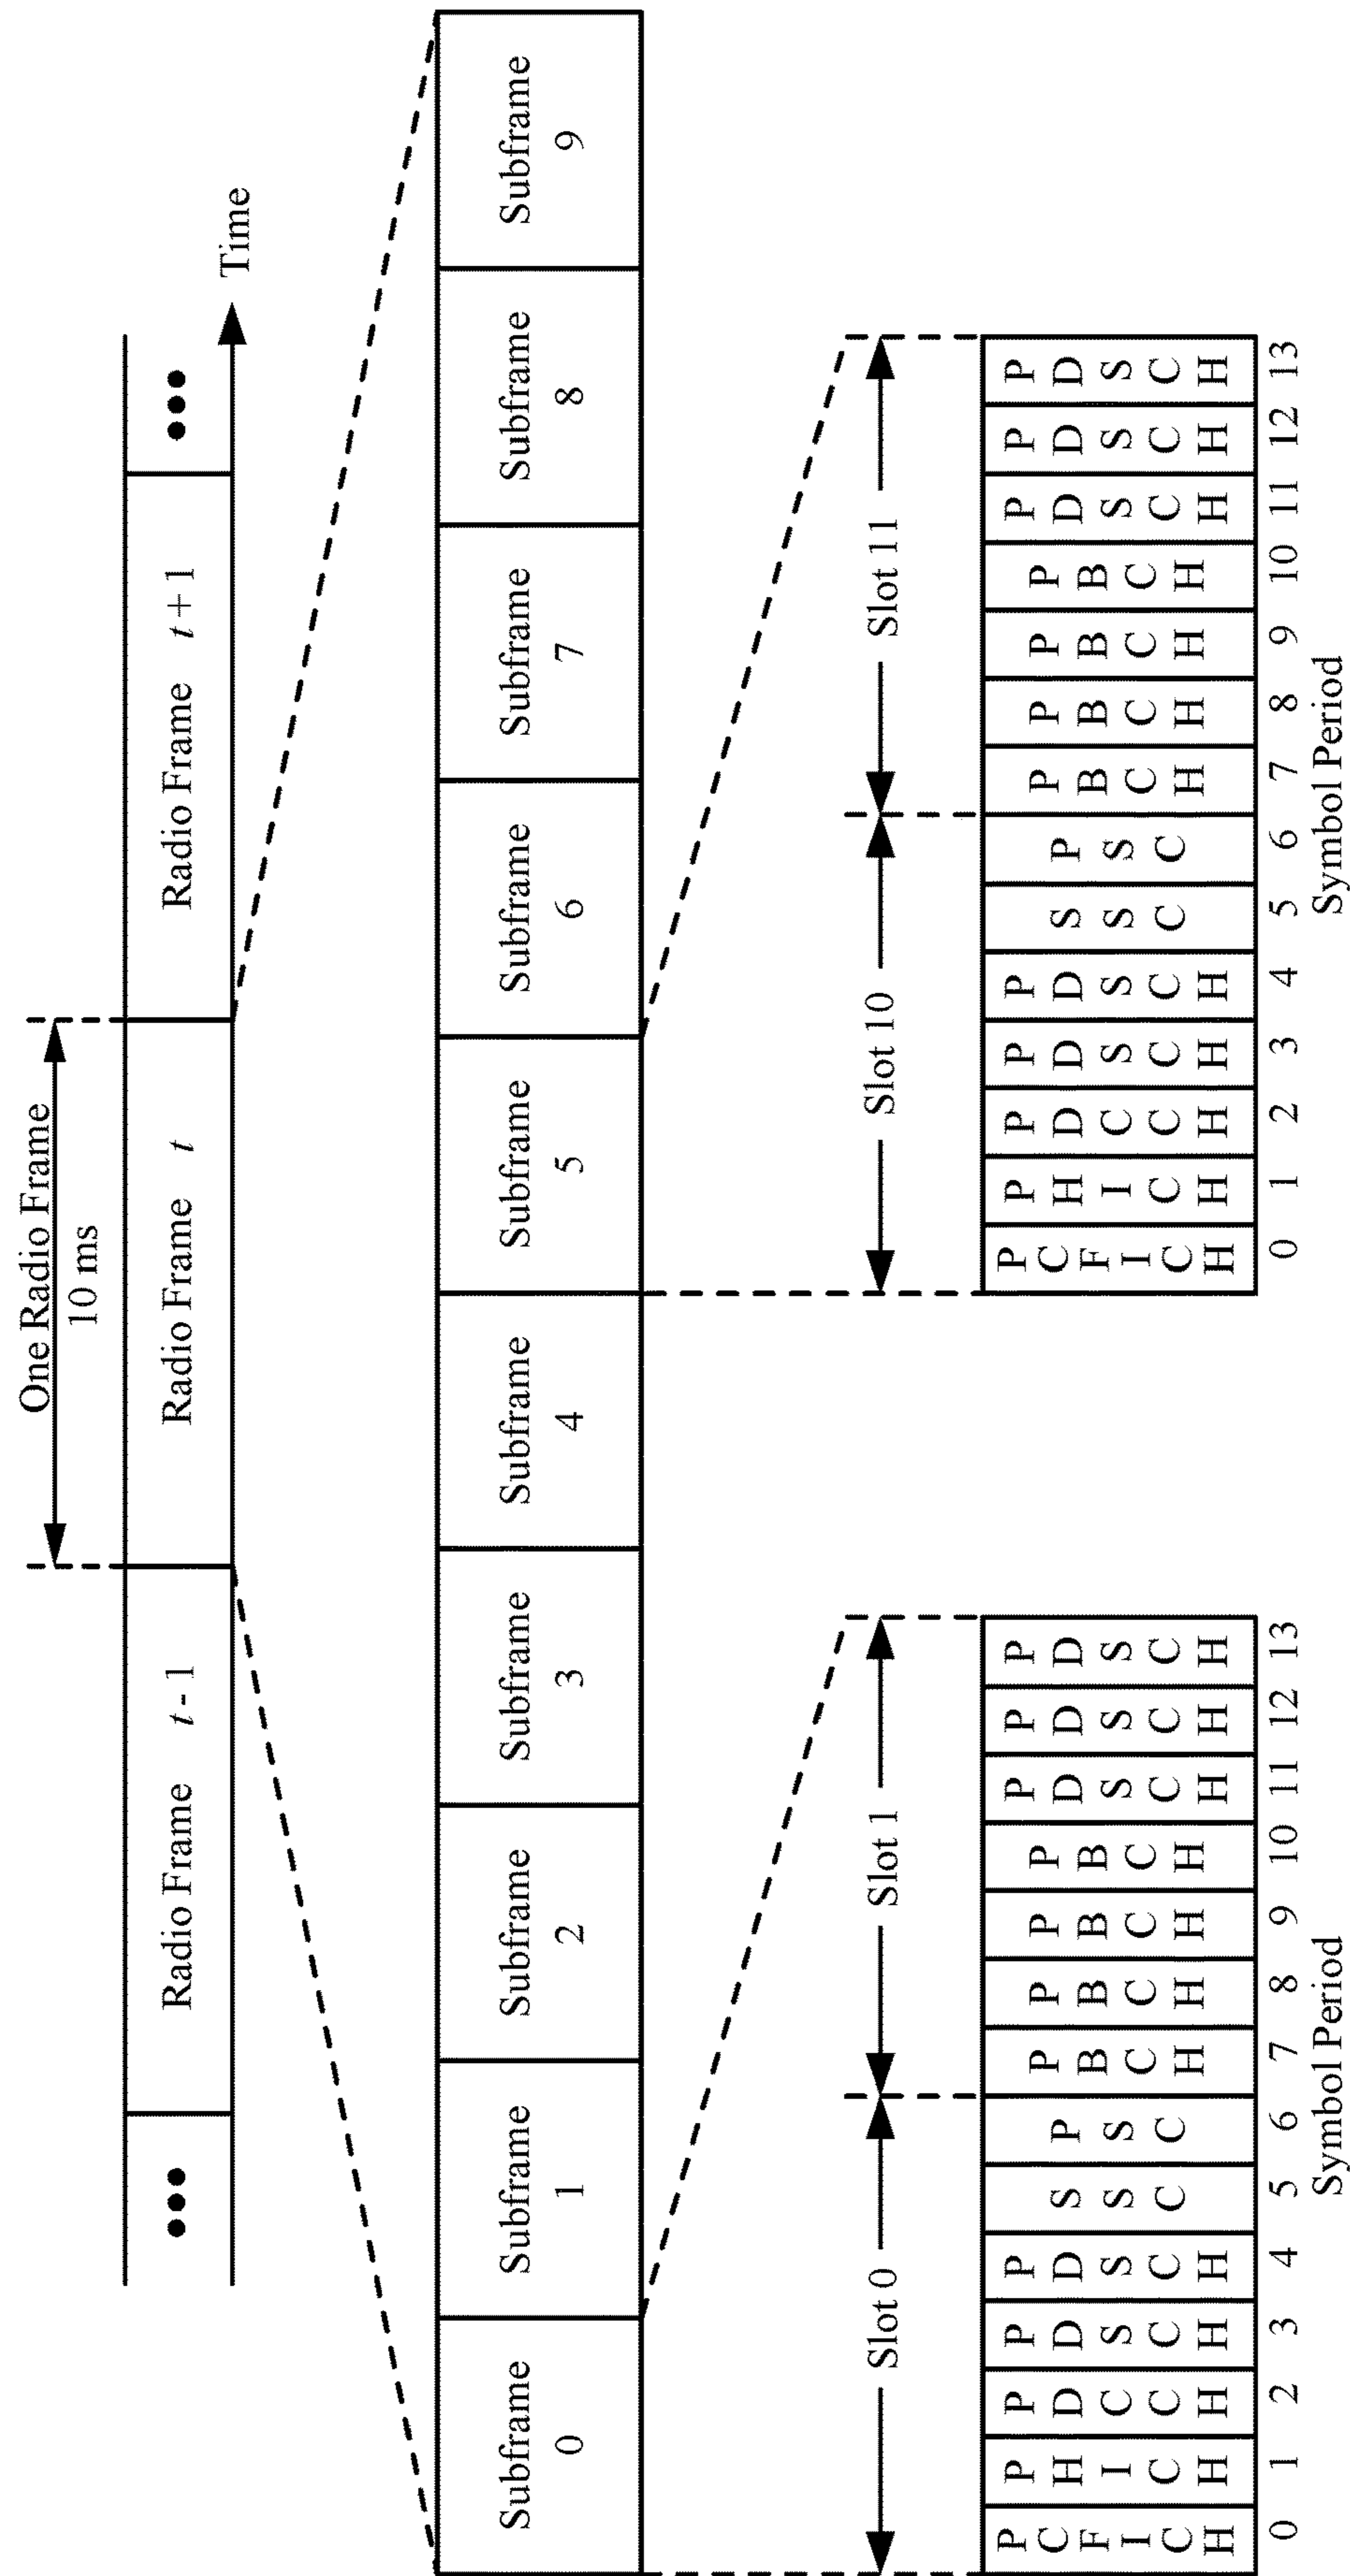 One Radio Frame
10 ms
••• Radio Frame t - 1 Radio Frame t Radio Frame t + 1 •••
Time
Subframe 0 Subframe 1 Subframe 2 Subframe 3 Subframe 4 Subframe 5 Subframe 6 Subframe 7 Subframe 8 Subframe 9
Slot 0 Slot 1
PCFICH PHICH PDCCH PDSCH PDSCH SSC PSC PBCH PBCH PBCH PBCH PDSCH PDSCH PDSCH
0 1 2 3 4 5 6 7 8 9 10 11 12 13
Symbol Period
Slot 10 Slot 11
PCFICH PHICH PDCCH PDSCH PDSCH SSC PSC PBCH PBCH PBCH PBCH PDSCH PDSCH PDSCH
0 1 2 3 4 5 6 7 8 9 10 11 12 13
Symbol Period